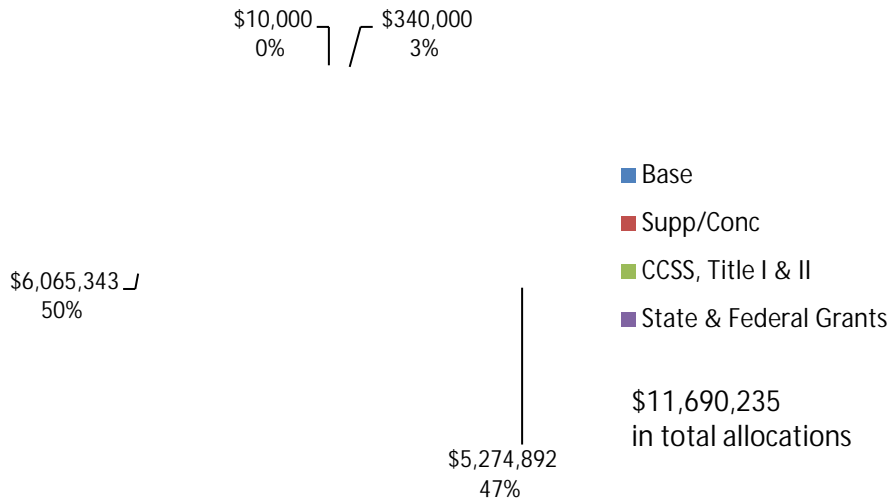 $10,000
0%
$340,000
3%
Base
Supp/Conc
CCSS, Title I & II
State & Federal Grants
$6,065,343
50%
$11,690,235
in total allocations
$5,274,892
47%